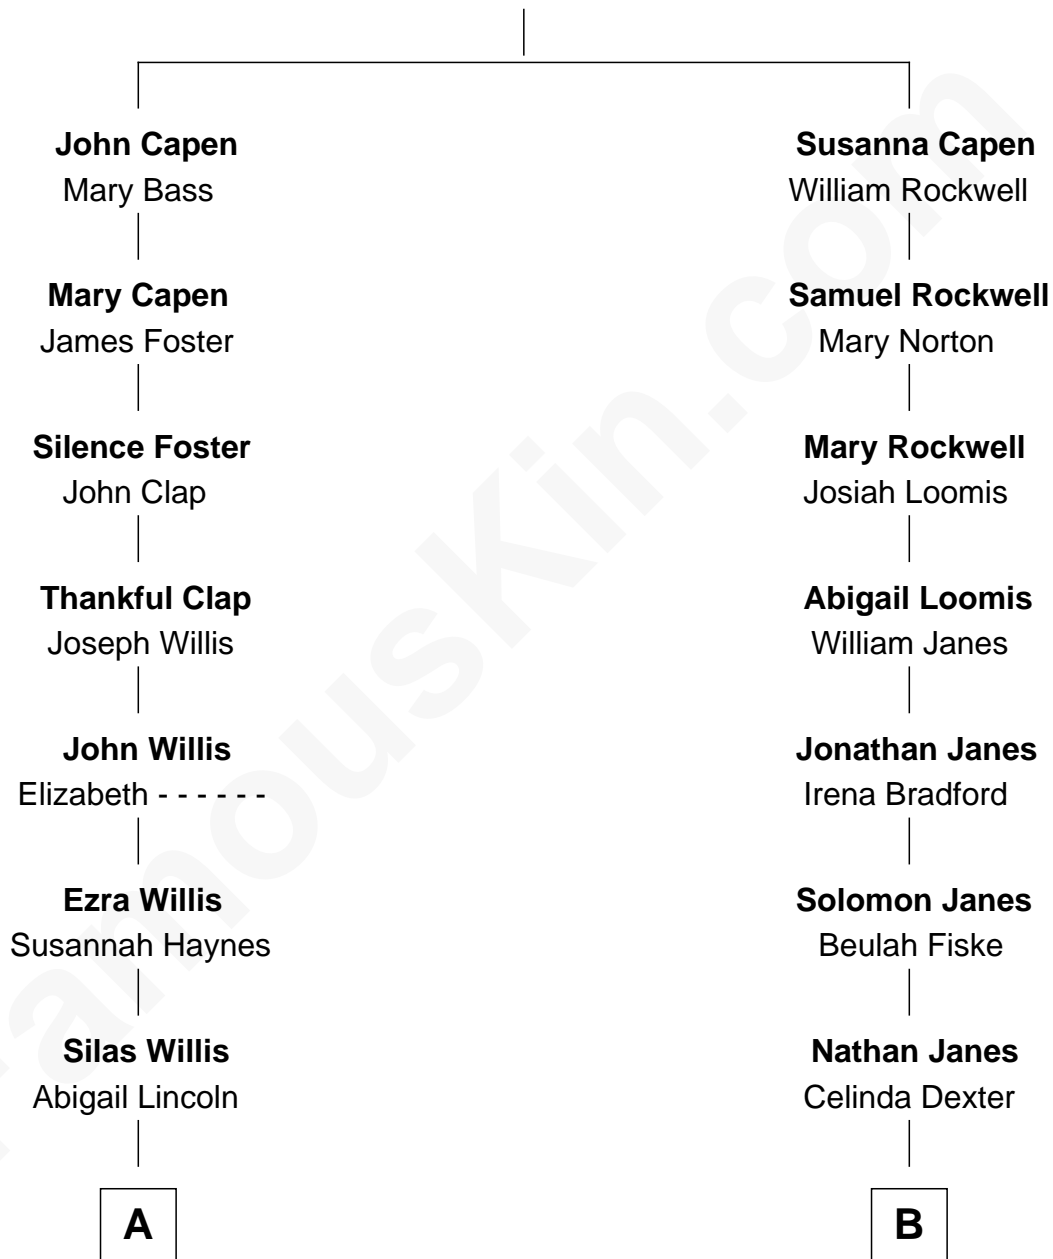 John Capen
Mary Bass
Susanna Capen
William Rockwell
Mary Capen
James Foster
Samuel Rockwell
Mary Norton
Silence Foster
John Clap
Mary Rockwell
Josiah Loomis
Thankful Clap
Joseph Willis
Abigail Loomis
William Janes
John Willis
Elizabeth - - - - - -
Jonathan Janes
Irena Bradford
Ezra Willis
Susannah Haynes
Solomon Janes
Beulah Fiske
Silas Willis
Abigail Lincoln
Nathan Janes
Celinda Dexter
A
B
FamousKin.com